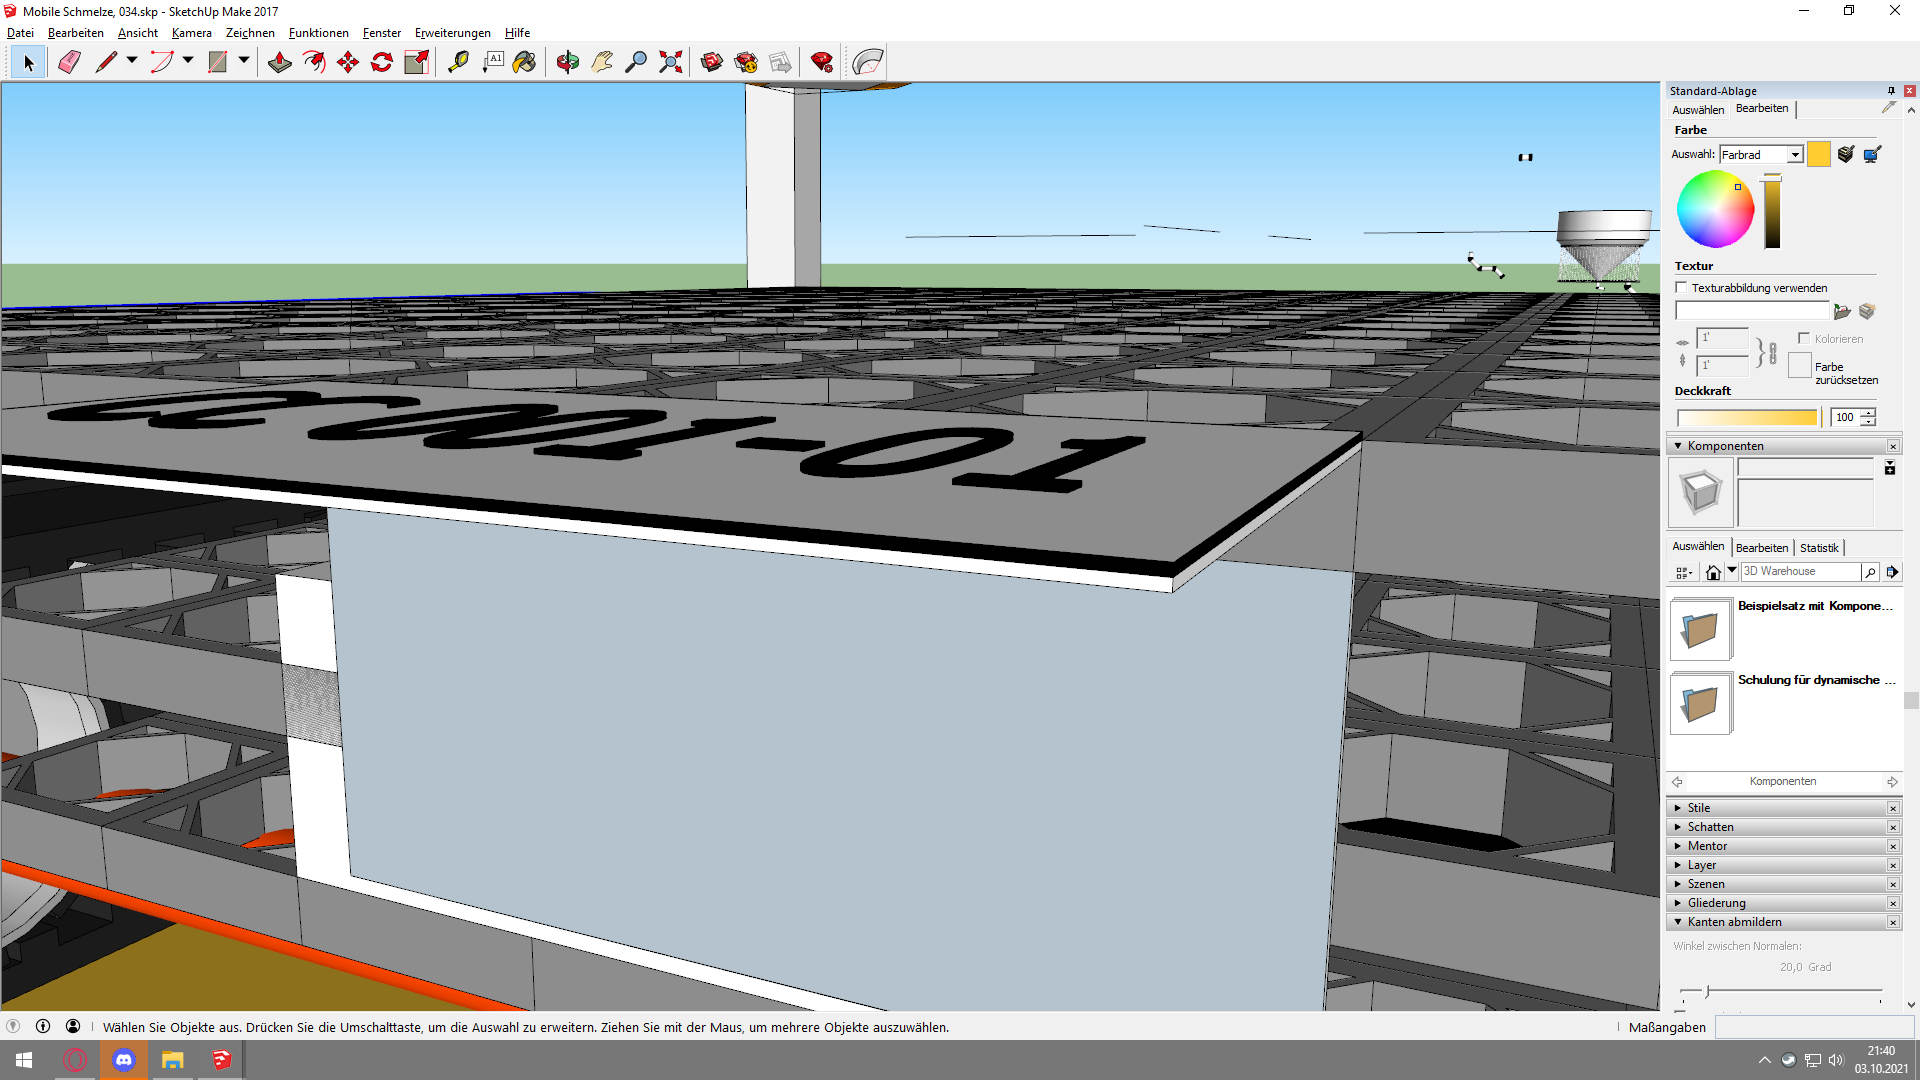 Mobile Schmelze, 034.skp - SketchUp Make 2017
Datei Bearbeiten Ansicht Kamera Zeichnen Funktionen Fenster Erweiterungen Hilfe
A1
Standard-Ablage
Auswählen Bearbeiten
Farbe
Auswahl: Farbrad
Textur
Texturabbildung verwenden
1' Kolorieren
1' Farbe
zurücksetzen
Deckkraft
100
Komponenten
Auswählen Bearbeiten Statistik
3D Warehouse
Beispielsatz mit Kompone...
Schulung für dynamische ...
Komponenten
Stile
Schatten
Mentor
Layer
Szenen
Gliederung
Kanten abmildern
Winkel zwischen Normalen:
20,0 Grad
001-01
Wählen Sie Objekte aus. Drücken Sie die Umschalttaste, um die Auswahl zu erweitern. Ziehen Sie mit der Maus, um mehrere Objekte auszuwählen.
Maßangaben
21:40
03.10.2021